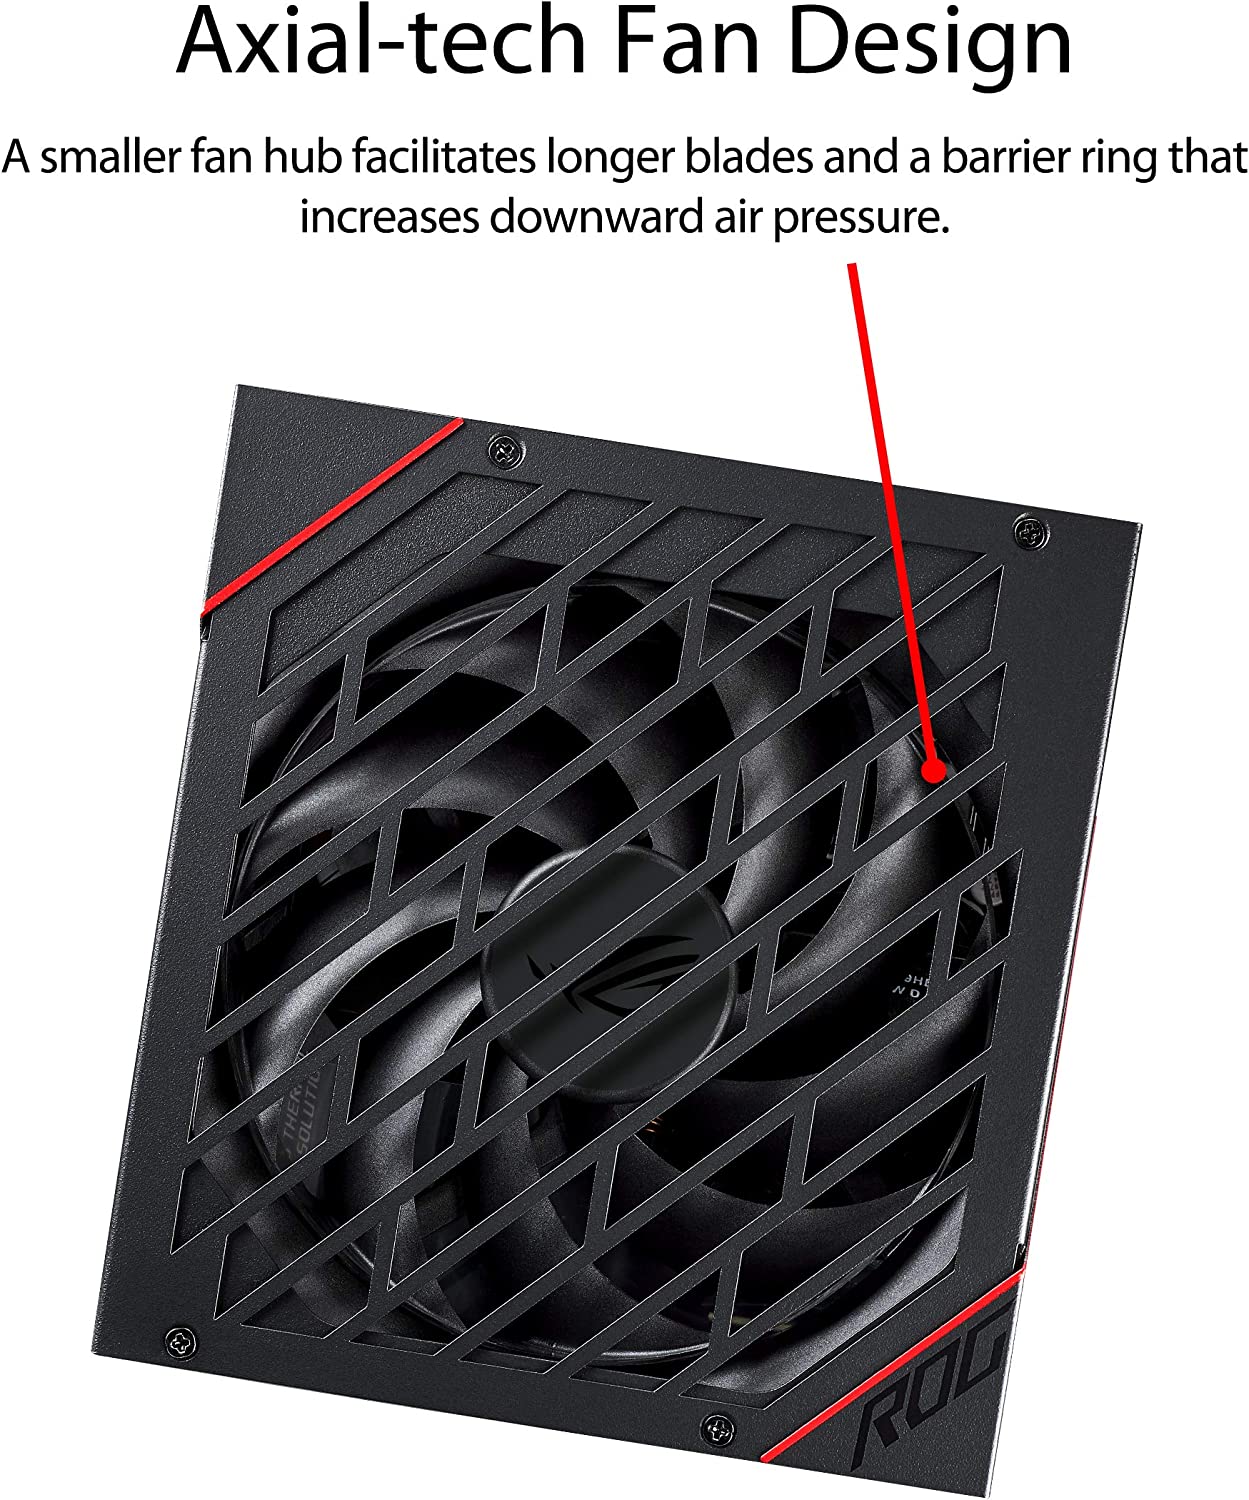 Axial-tech Fan Design
A smaller fan hub facilitates longer blades and a barrier ring that
increases downward air pressure.
SOLUTIO
ROG